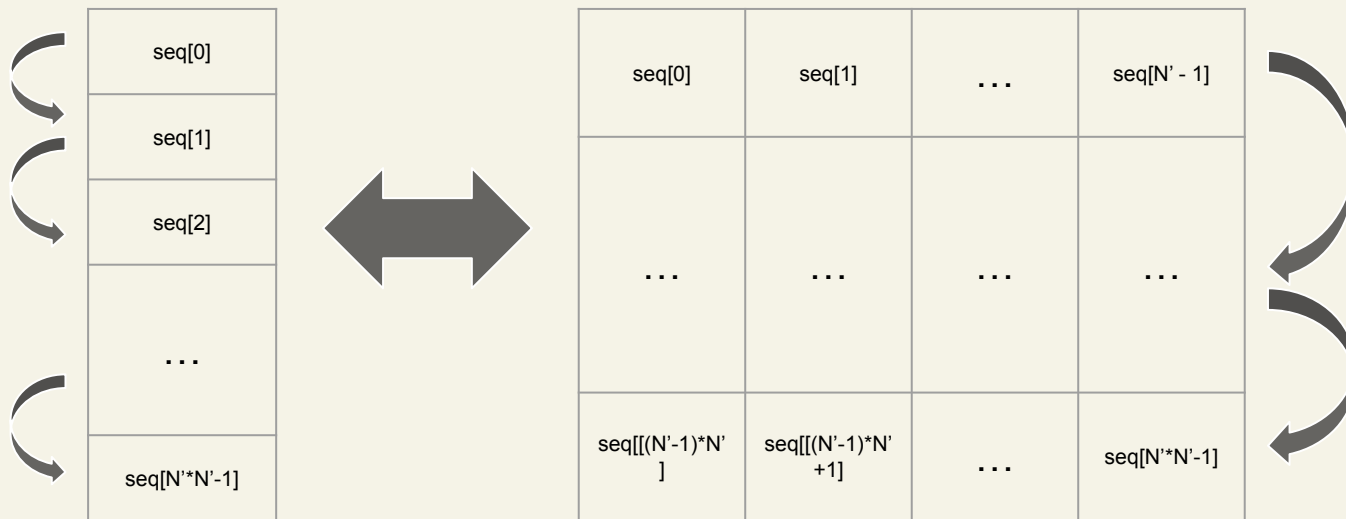 seq[0]
seq[1]
seq[2]
...
seq[N’*N’-1]
seq[0] seq[1] ... seq[N’ - 1]
... ... ... ...
seq[[(N’-1)*N’
]
seq[[(N’-1)*N’
+1]
...
seq[N’*N’-1]